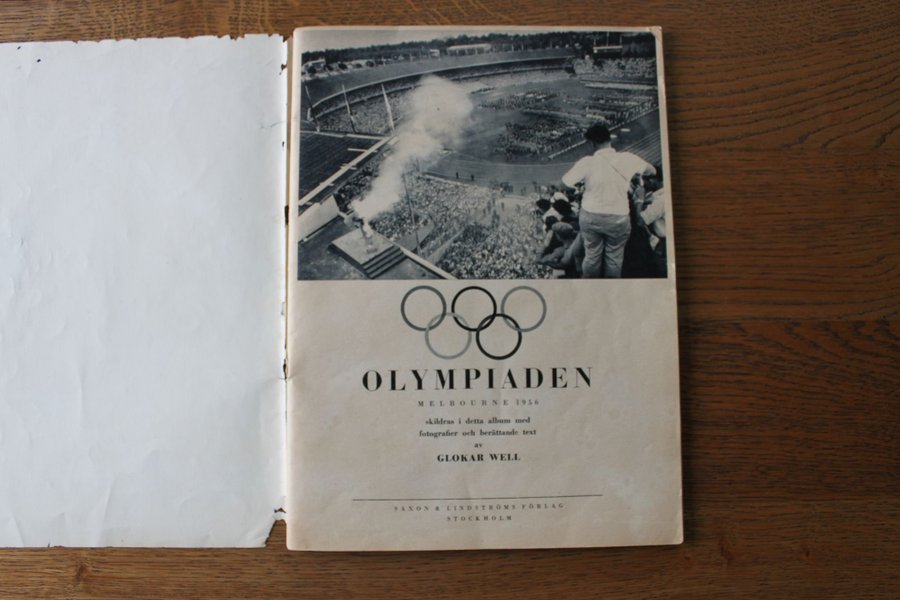 OLYMPIADEN
MELBOURNE 1956
skildras i detta album med
fotografier och berättande text
av
GLOKAR WELL
SAXON & LINDSTRÖMS FÖRLAG
STOCKHOLM